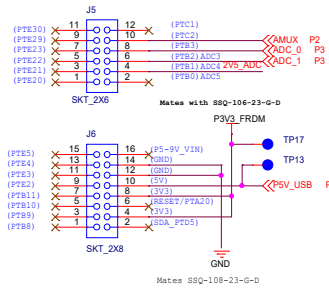 J5
(PTE30) 11 12 (PTC1)
(PTE29) 9 10 (PTC2) AMUX P2
(PTE23) 7 8 (PTB3) ADC_0 P3
(PTE22) 5 6 (PTB2) ADC3 ADC_1 P3
(PTE21) 3 4 (PTB1) ADC4 2V5_ADC
(PTE20) 1 2 (PTB0) ADC5
SKT_2X6
Mates with SSQ-106-23-G-D
P3V3_FRDM
J6
TP17
(PTE5) 15 16 (P5-9V_VIN)
(PTE4) 13 14 (GND)
TP13
(PTE3) 11 12 (GND)
(PTE2) 9 10 (5V) P5V_USB
(PTB11) 7 8 (3V3)
(PTB10) 5 6 (RESET/PTA20)
(PTB9) 3 4 (3V3)
(PTB8) 1 2 (SDA_PTD5)
SKT_2X8
GND
Mates SSQ-108-23-G-D